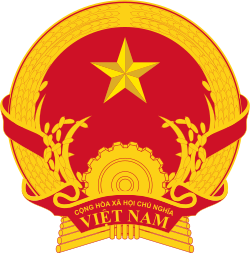 CỘNG HÒA XÃ HỘI CHỦ NGHĨA
VIỆT NAM